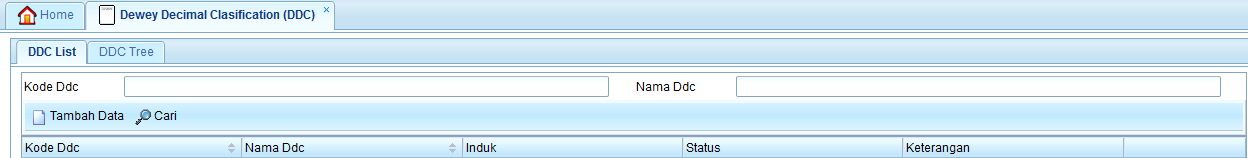 Home Dewey Decimal Clasification (DDC) x
DDC List DDC Tree
Kode Ddc Nama Ddc
Tambah Data Cari
Kode Ddc Nama Ddc Induk Status Keterangan